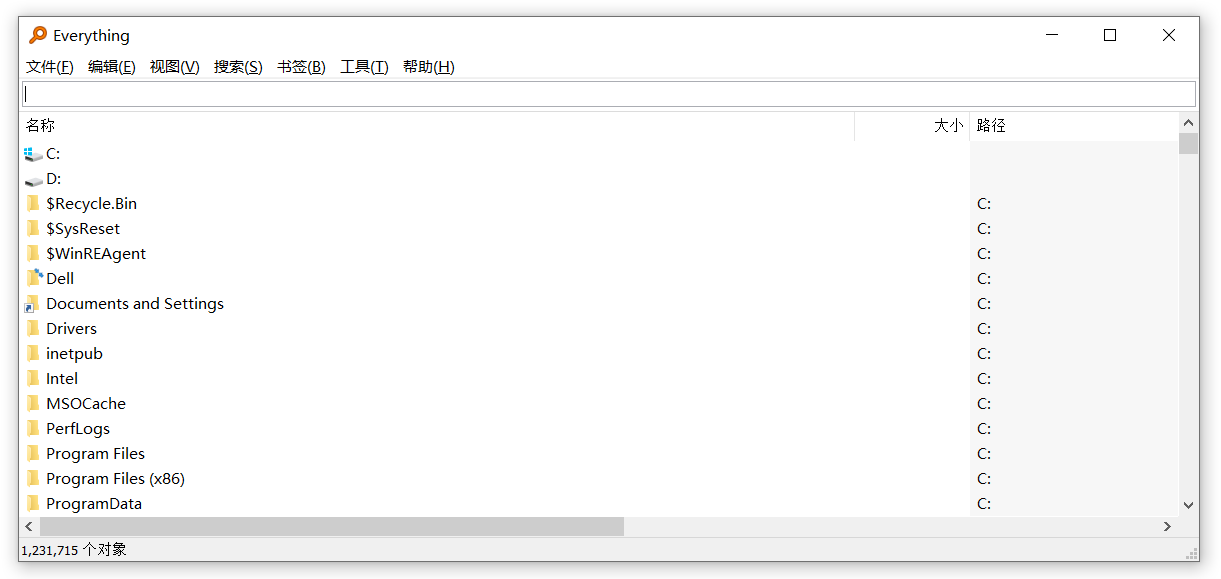 Everything
文件(F) 编辑(E) 视图(V) 搜索(S) 书签(B) 工具(T) 帮助(H)
名称 大小 路径
C:
D:
$Recycle.Bin C:
$SysReset C:
$WinREAgent C:
Dell C:
Documents and Settings C:
Drivers C:
inetpub C:
Intel C:
MSOCache C:
PerfLogs C:
Program Files C:
Program Files (x86) C:
ProgramData C:
1,231,715 个对象